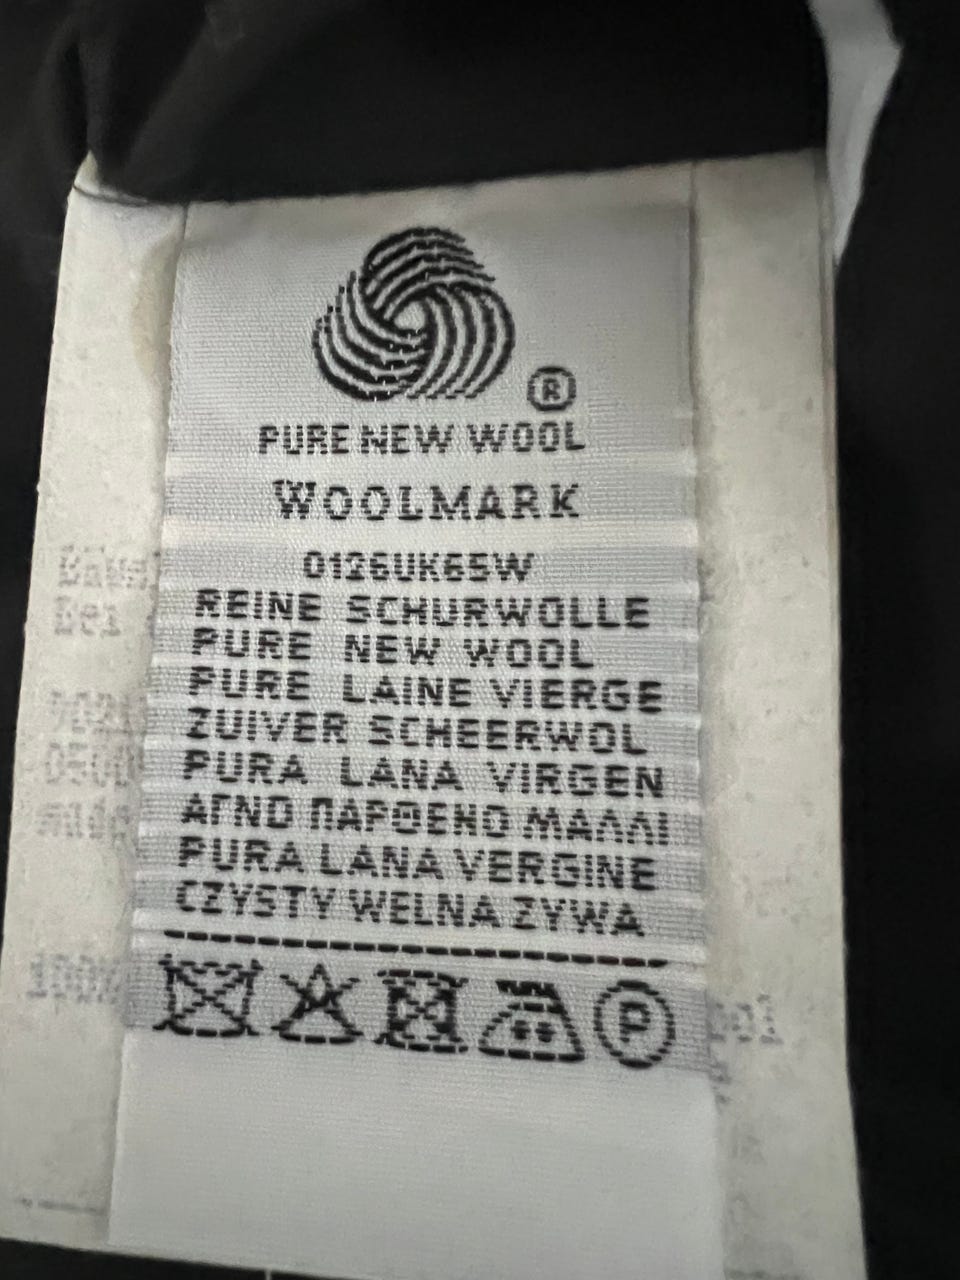 ®
PURE NEW WOOL
WOOLMARK
0126UK65W
REINE SCHURWOLLE
PURE NEW WOOL
PURE LAINE VIERGE
ZUIVER SCHEERWOL
PURA LANA VIRGEN
ΑΓΝΟ ΠΑΡΘΕΝΟ ΜΑΛΛΙ
PURA LANA VERGINE
CZYSTY WELNA ZYWA
P